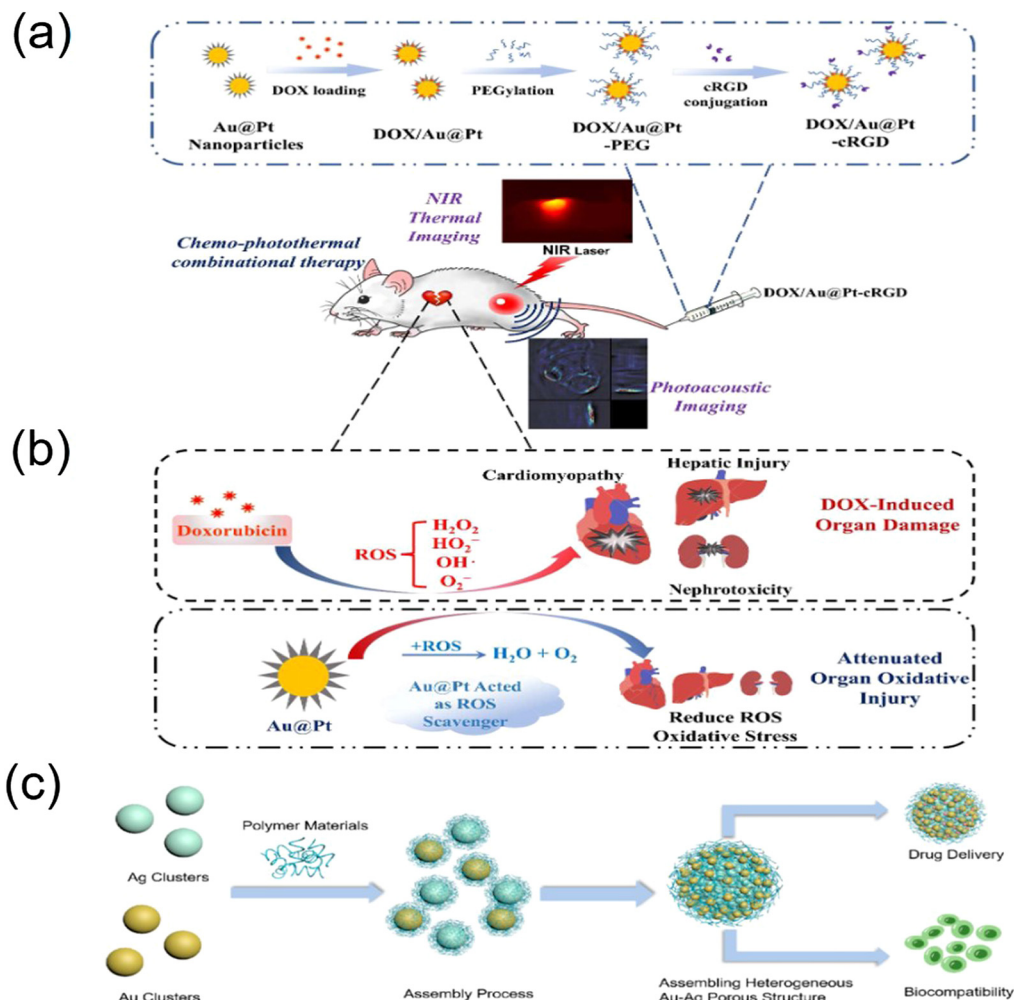 (a)
DOX loading
PEGylation
cRGD
conjugation
Au@Pt
Nanoparticles
DOX/Au@Pt
DOX/Au@Pt
-PEG
DOX/Au@Pt
-cRGD
NIR
Thermal
Imaging
NIR Laser
Chemo-photothermal
combinational therapy
DOX/Au@Pt-cRGD
Photoacoustic
Imaging
(b)
Cardiomyopathy
Hepatic Injury
Doxorubicin
ROS
H₂O₂
HO₂⁻
OH·
O₂⁻
DOX-Induced
Organ Damage
Nephrotoxicity
+ROS
H₂O + O₂
Au@Pt Acted
as ROS
Scavenger
Au@Pt
Attenuated
Organ Oxidative
Injury
Reduce ROS
Oxidative Stress
(c)
Polymer Materials
Ag Clusters
Drug Delivery
Au Clusters
Assembly Process
Assembling Heterogeneous
Au-Ag Porous Structure
Biocompatibility